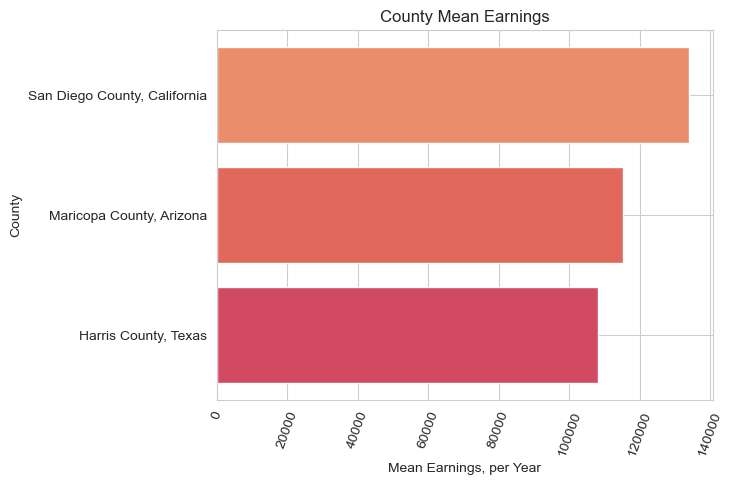 County Mean Earnings
San Diego County, California
Maricopa County, Arizona
Harris County, Texas
County
0
20000
40000
60000
80000
100000
120000
140000
Mean Earnings, per Year